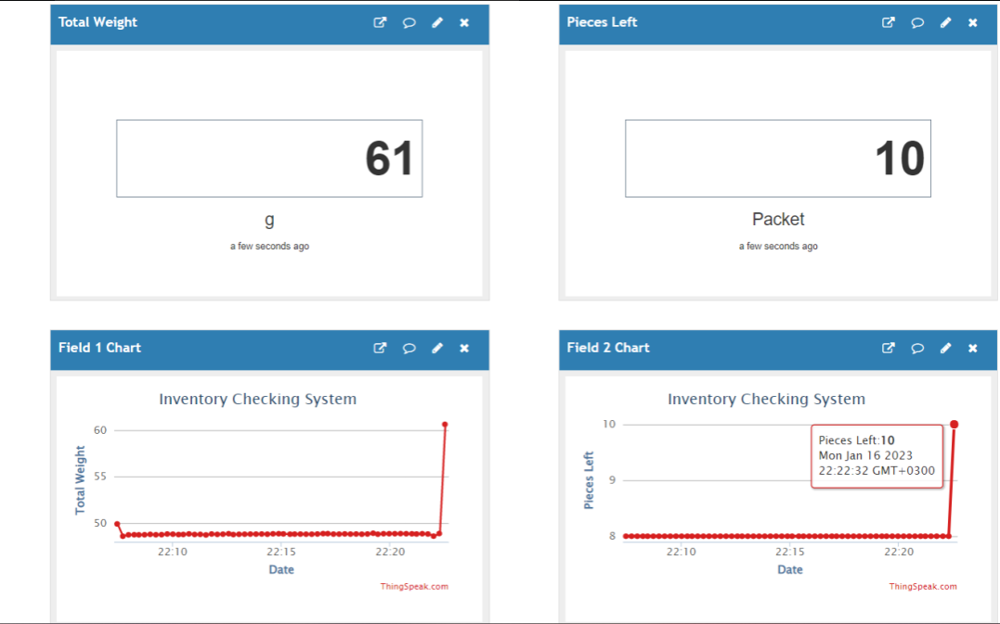 Total Weight
61
g
a few seconds ago
Pieces Left
10
Packet
a few seconds ago
Field 1 Chart
Inventory Checking System
Total Weight
60
55
50
22:10 22:15 22:20
Date
ThingSpeak.com
Field 2 Chart
Inventory Checking System
Pieces Left
10
9
8
Pieces Left:10
Mon Jan 16 2023
22:22:32 GMT+0300
22:10 22:15 22:20
Date
ThingSpeak.com